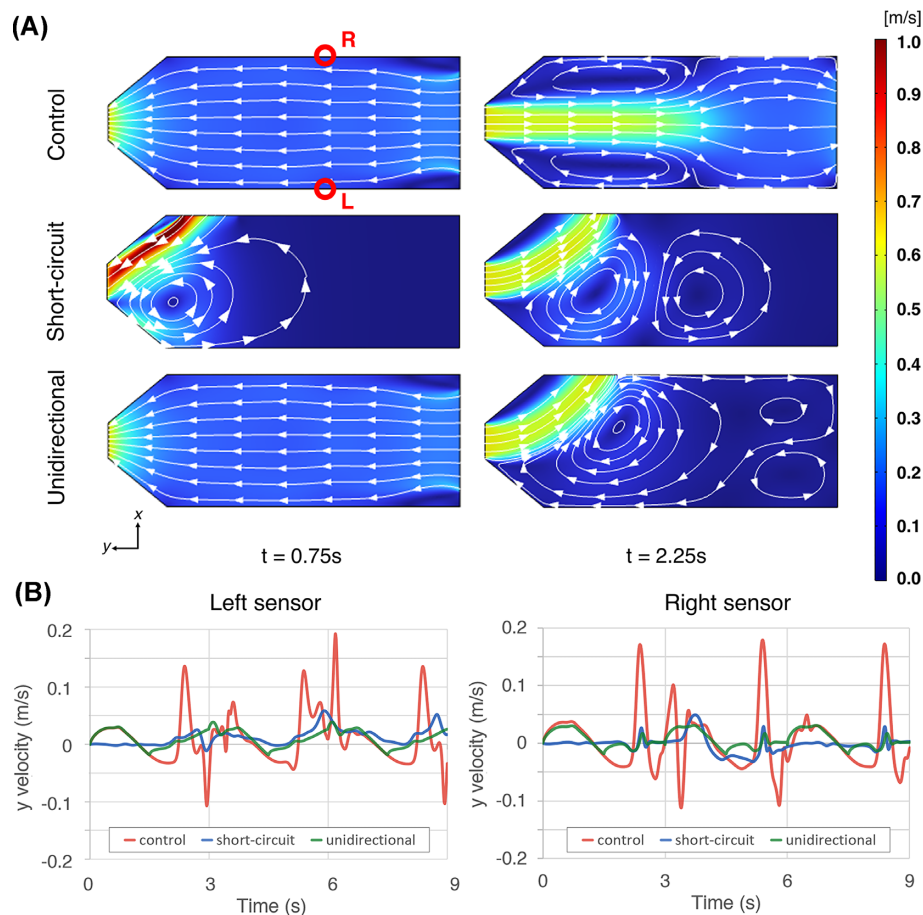 (A)
[m/s]
R
L
Control
Short-circuit
Unidirectional
1.0
0.9
0.8
0.7
0.6
0.5
0.4
0.3
0.2
0.1
0.0
x
y
t = 0.75s
t = 2.25s
(B)
Left sensor
Right sensor
y velocity (m/s)
0.2
0.1
0
-0.1
-0.2
control
short-circuit
unidirectional
0 3 6 9
Time (s)
y velocity (m/s)
0.2
0.1
0
-0.1
-0.2
control
short-circuit
unidirectional
0 3 6 9
Time (s)